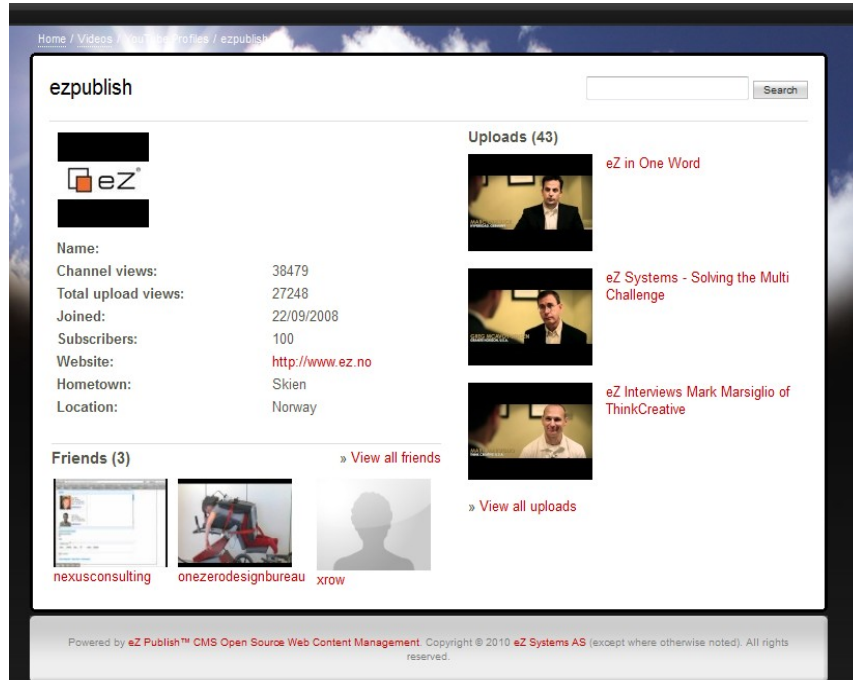 Home / Videos / YouTube Profiles / ezpublish
ezpublish
Search
eZ
Name:
Channel views: 38479
Total upload views: 27248
Joined: 22/09/2008
Subscribers: 100
Website: http://www.ez.no
Hometown: Skien
Location: Norway
Friends (3)
» View all friends
nexusconsulting
onezerodesignbureau
xrow
Uploads (43)
eZ in One Word
eZ Systems - Solving the Multi
Challenge
eZ Interviews Mark Marsiglio of
ThinkCreative
» View all uploads
Powered by eZ Publish™ CMS Open Source Web Content Management. Copyright © 2010 eZ Systems AS (except where otherwise noted). All rights
reserved.